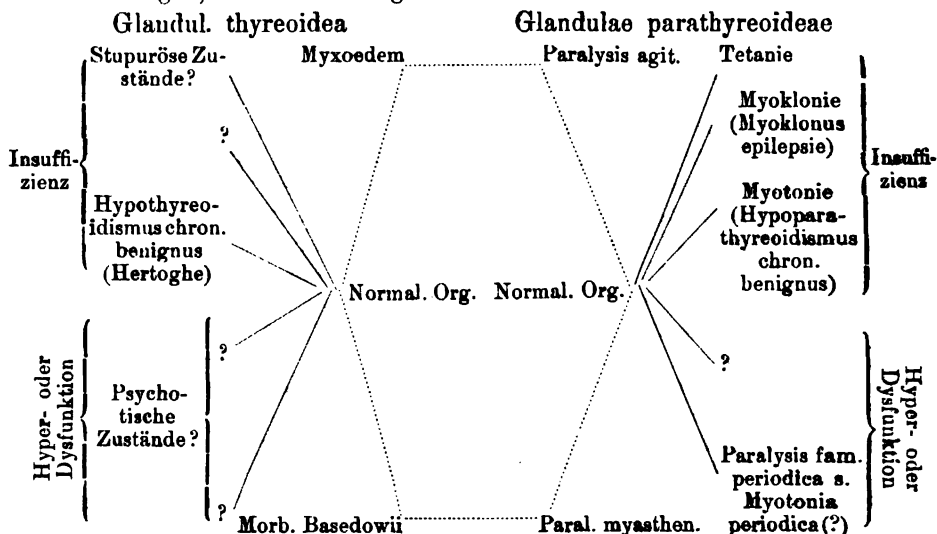 Glandul. thyreoidea
Glandulae parathyreoideae
Stupuröse Zu-
stände?
Myxoedem
Paralysis agit.
Tetanie
?
Myoklonie
(Myoklonus
epilepsie)
Insuffi-
zienz
Insuffi-
zienz
Hypothyreo-
idismus chron.
benignus
(Hertoghe)
Myotonie
(Hypopara-
thyreoidismus
chron.
benignus)
Normal. Org.
Normal. Org.
?
?
Hyper- oder
Dysfunktion
Psycho-
tische
Zustände?
Hyper- oder
Dysfunktion
?
Morb. Basedowii
Paral. myasthen.
Paralysis fam.
periodica s.
Myotonia
periodica (?)